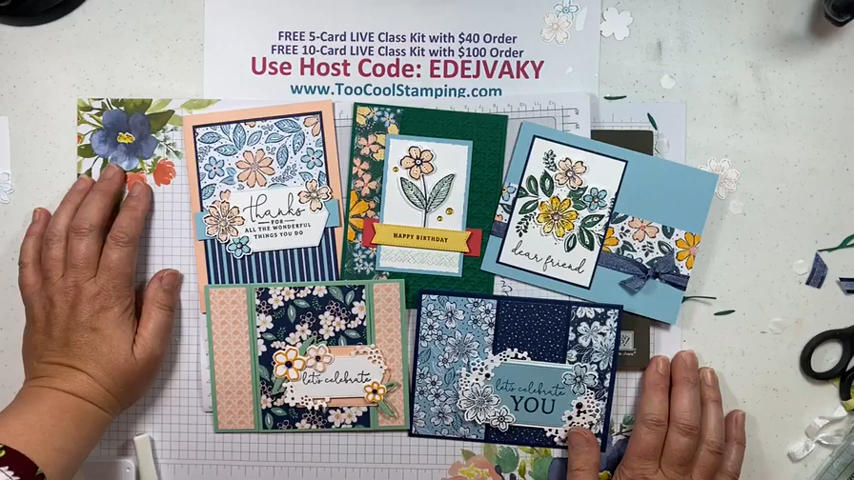 FREE 5-Card LIVE Class Kit with $40 Order
FREE 10-Card LIVE Class Kit with $100 Order
Use Host Code: EDEJVAKY
www.TooCoolStamping.com
thanks
FOR
ALL THE WONDERFUL
THINGS YOU DO
HAPPY BIRTHDAY
dear friend
let's celebrate
let's celebrate
YOU